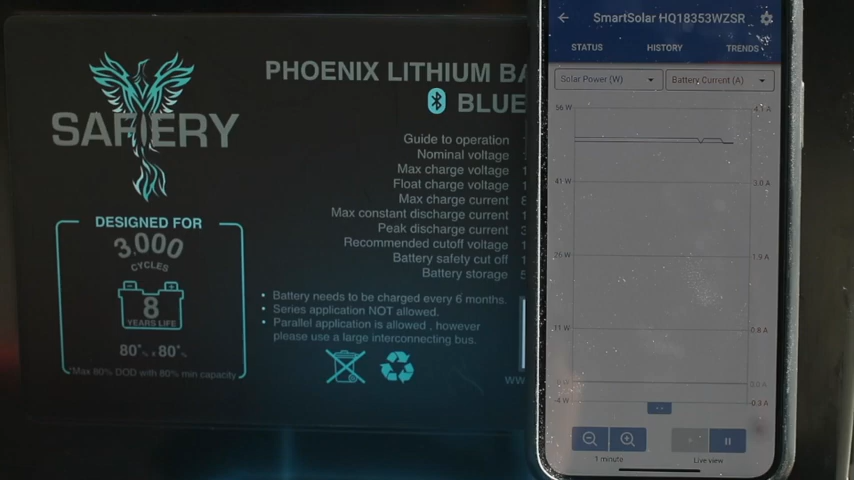 SAFIERY
DESIGNED FOR
3,000
CYCLES
8
YEARS LIFE
80% x 80%
*Max 80% DOD with 80% min capacity
PHOENIX LITHIUM BA
BLUE
Guide to operation
Nominal voltage
Max charge voltage
Float charge voltage
Max charge current
Max constant discharge current
Peak discharge current
Recommended cutoff voltage
Battery safety cut off
Battery storage
• Battery needs to be charged every 6 months.
• Series application NOT allowed.
• Parallel application is allowed , however
please use a large interconnecting bus.
WW
SmartSolar HQ18353WZSR
STATUS HISTORY TRENDS
Solar Power (W) Battery Current (A)
56 W 4.1 A
41 W 3.0 A
26 W 1.9 A
11 W 0.8 A
-4 W -0.3 A
1 minute Live view